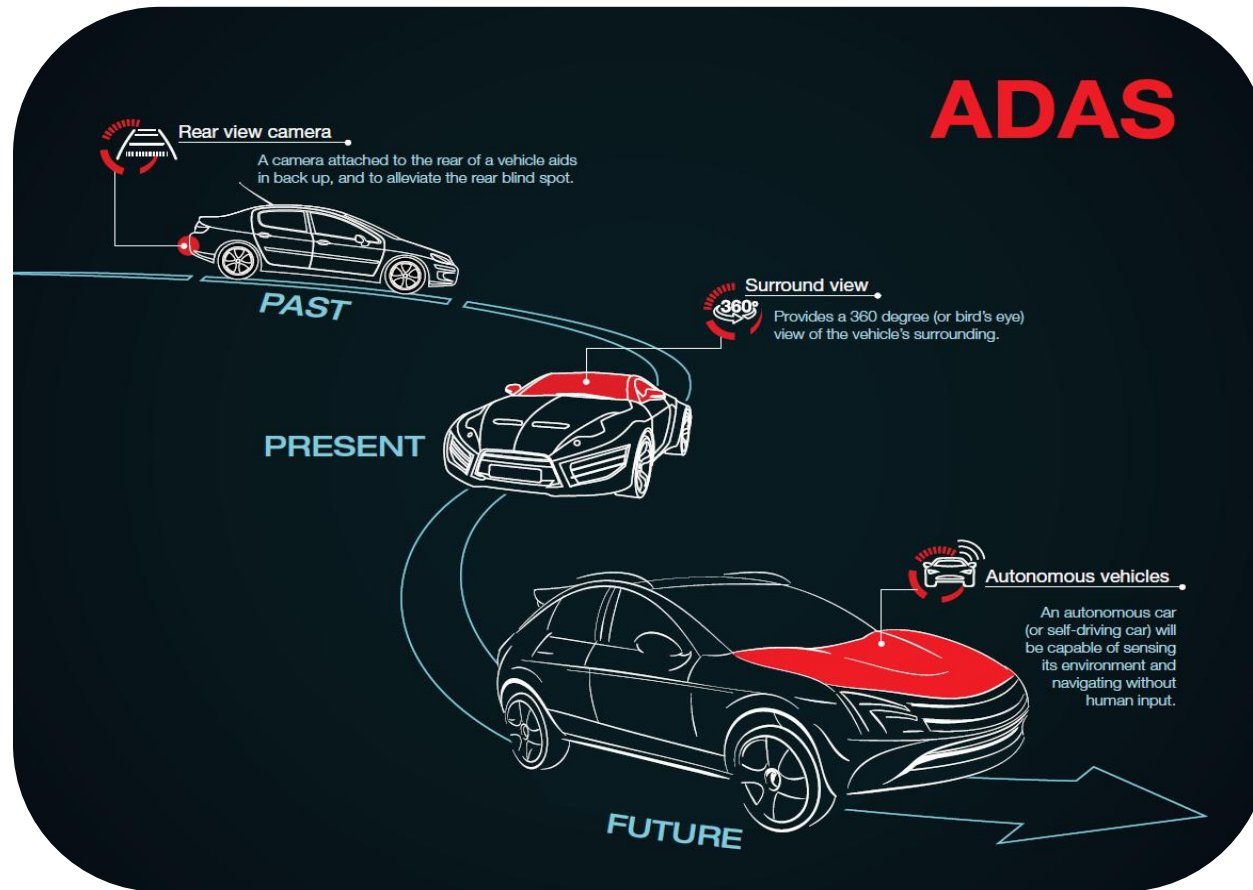 ADAS
Rear view camera
A camera attached to the rear of a vehicle aids
in back up, and to alleviate the rear blind spot.
PAST
Surround view
360°
Provides a 360 degree (or bird's eye)
view of the vehicle's surrounding.
PRESENT
Autonomous vehicles
An autonomous car
(or self-driving car) will
be capable of sensing
its environment and
navigating without
human input.
FUTURE